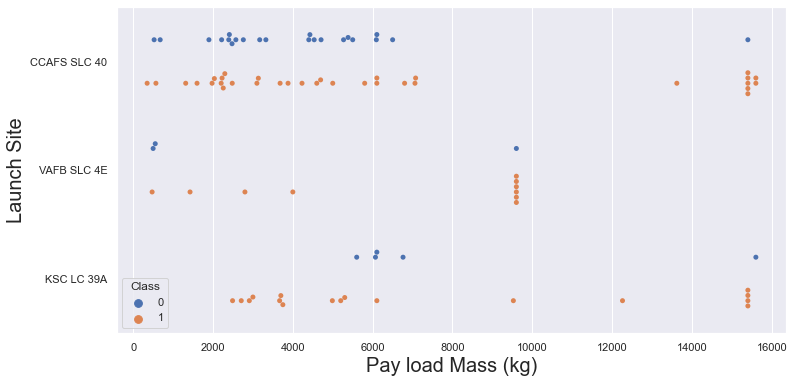 CCAFS SLC 40
VAFB SLC 4E
KSC LC 39A
Launch Site
Class
0
1
0 2000 4000 6000 8000 10000 12000 14000 16000
Pay load Mass (kg)